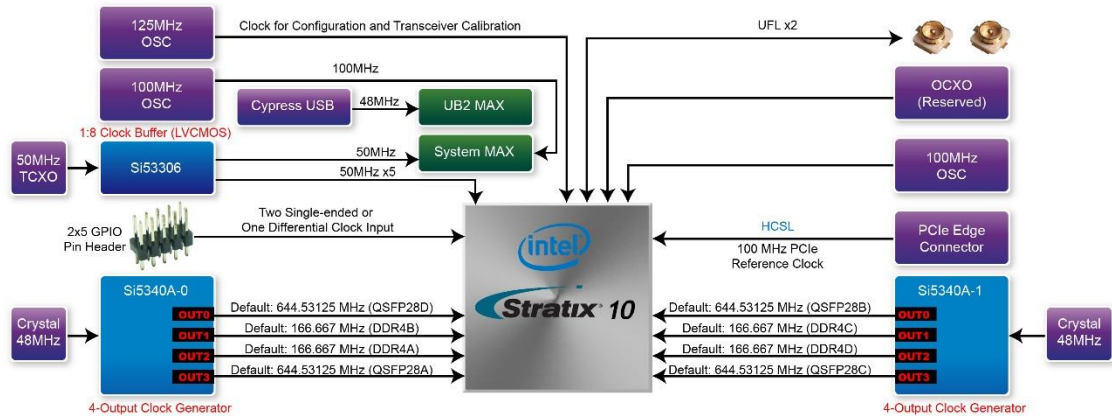 125MHz
OSC
Clock for Configuration and Transceiver Calibration
UFL x2
100MHz
OSC
100MHz
Cypress USB
48MHz
UB2 MAX
OCXO
(Reserved)
1:8 Clock Buffer (LVCMOS)
50MHz
TCXO
Si53306
50MHz
System MAX
50MHz x5
100MHz
OSC
2x5 GPIO
Pin Header
Two Single-ended or
One Differential Clock Input
intel
Stratix® 10
HCSL
100 MHz PCIe
Reference Clock
PCIe Edge
Connector
Si5340A-0
Crystal
48MHz
OUT0
OUT1
OUT2
OUT3
Default: 644.53125 MHz (QSFP28D)
Default: 166.667 MHz (DDR4B)
Default: 166.667 MHz (DDR4A)
Default: 644.53125 MHz (QSFP28A)
4-Output Clock Generator
Default: 644.53125 MHz (QSFP28B)
Default: 166.667 MHz (DDR4C)
Default: 166.667 MHz (DDR4D)
Default: 644.53125 MHz (QSFP28C)
Si5340A-1
OUT0
OUT1
OUT2
OUT3
Crystal
48MHz
4-Output Clock Generator